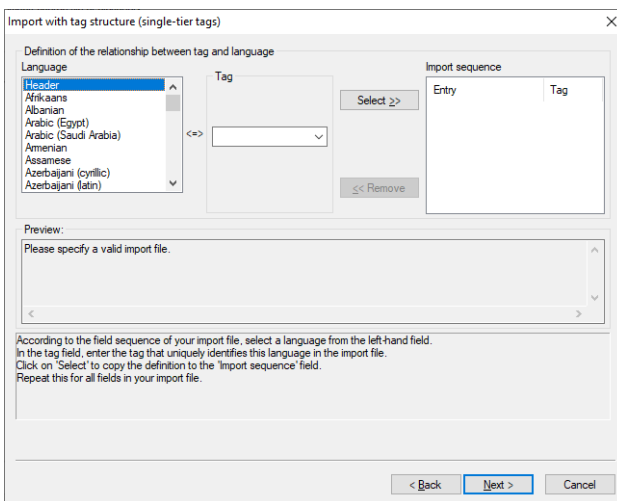 Import with tag structure (single-tier tags)
Definition of the relationship between tag and language
Language
Header
Afrikaans
Albanian
Arabic (Egypt)
Arabic (Saudi Arabia)
Armenian
Assamese
Azerbaijani (cyrillic)
Azerbaijani (latin)
<=>
Tag
Select >>
<< Remove
Import sequence
Entry Tag
Preview:
Please specify a valid import file.
According to the field sequence of your import file, select a language from the left-hand field.
In the tag field, enter the tag that uniquely identifies this language in the import file.
Click on 'Select' to copy the definition to the 'Import sequence' field.
Repeat this for all fields in your import file.
< Back Next > Cancel